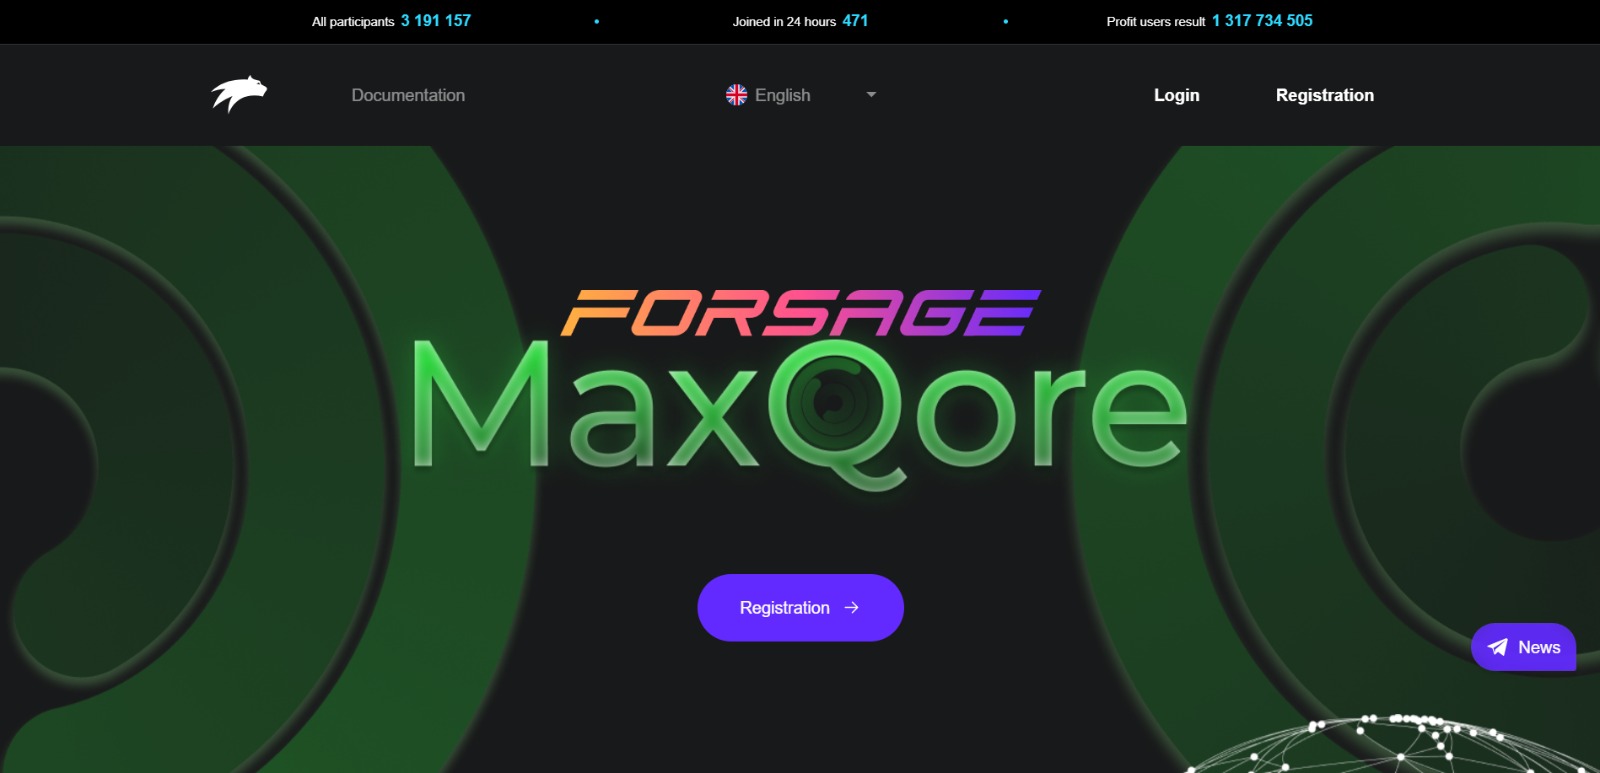 All participants 3 191 157 • Joined in 24 hours 471 • Profit users result 1 317 734 505
Documentation English Login Registration
FORSAGE
MaxQore
Registration →
News